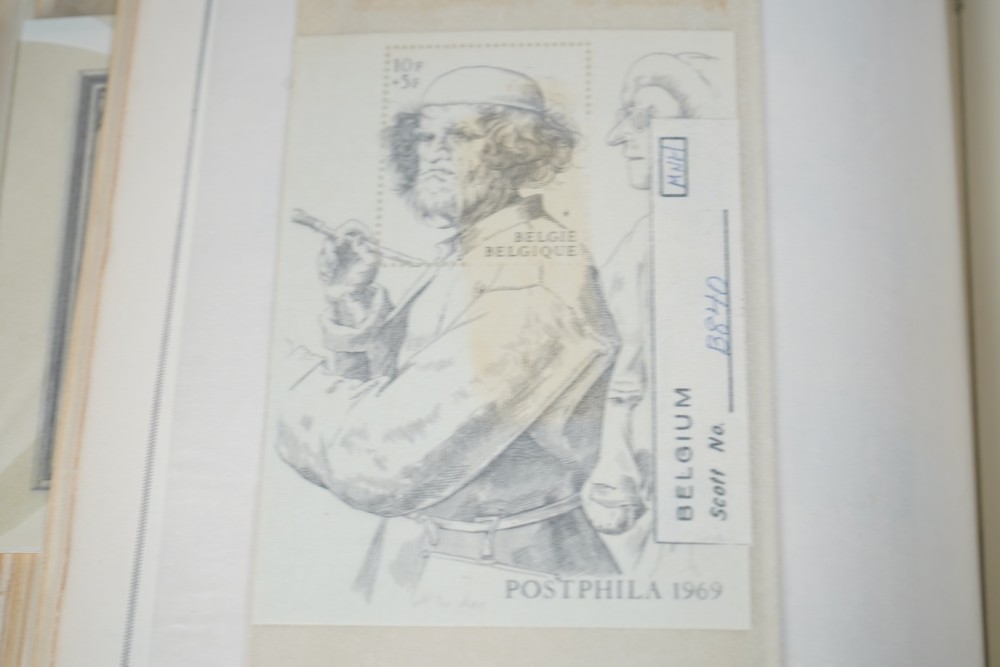 10F
+5F
BELGIE
BELGIQUE
POSTPHILA 1969
MNH
BELGIUM
Scott No. B840